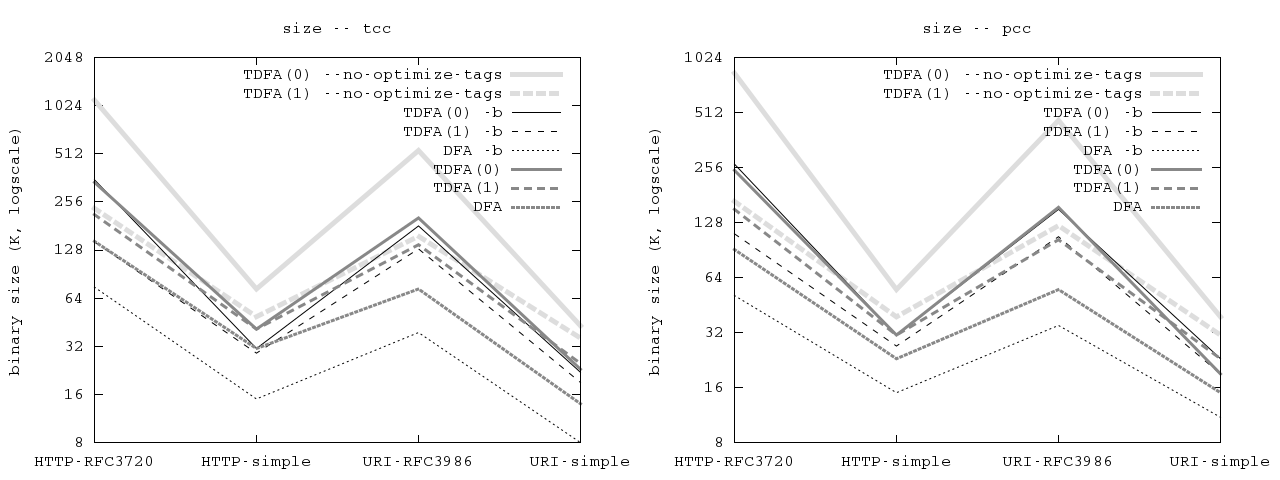 size -- tcc
2048
1024
512
256
128
64
32
16
8
binary size (K, logscale)
TDFA(0) --no-optimize-tags
TDFA(1) --no-optimize-tags
TDFA(0) -b
TDFA(1) -b
DFA -b
TDFA(0)
TDFA(1)
DFA
HTTP-RFC3720 HTTP-simple URI-RFC3986 URI-simple
size -- pcc
1024
512
256
128
64
32
16
8
binary size (K, logscale)
TDFA(0) --no-optimize-tags
TDFA(1) --no-optimize-tags
TDFA(0) -b
TDFA(1) -b
DFA -b
TDFA(0)
TDFA(1)
DFA
HTTP-RFC3720 HTTP-simple URI-RFC3986 URI-simple